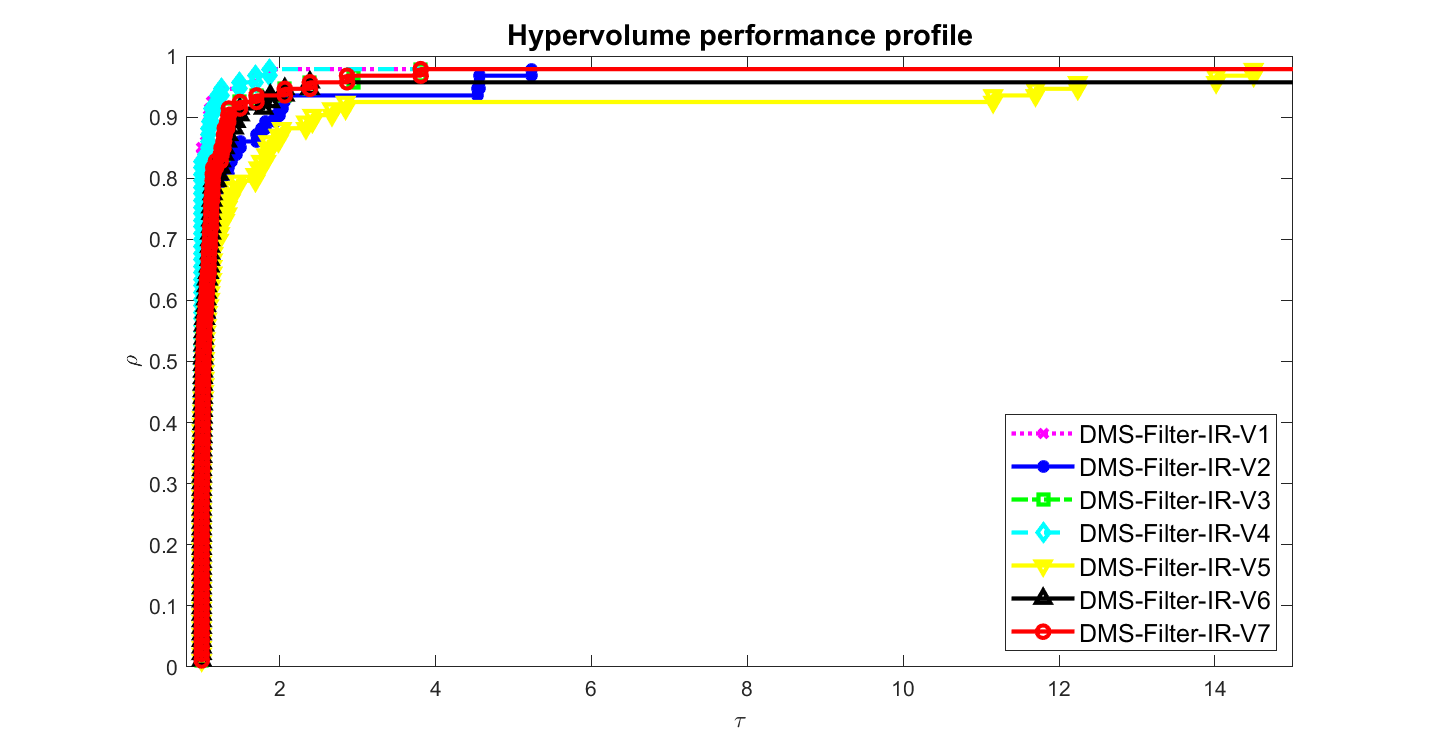 Hypervolume performance profile
1
0.9
0.8
0.7
0.6
0.5
0.4
0.3
0.2
0.1
0
ρ
2 4 6 8 10 12 14
τ
DMS-Filter-IR-V1
DMS-Filter-IR-V2
DMS-Filter-IR-V3
DMS-Filter-IR-V4
DMS-Filter-IR-V5
DMS-Filter-IR-V6
DMS-Filter-IR-V7